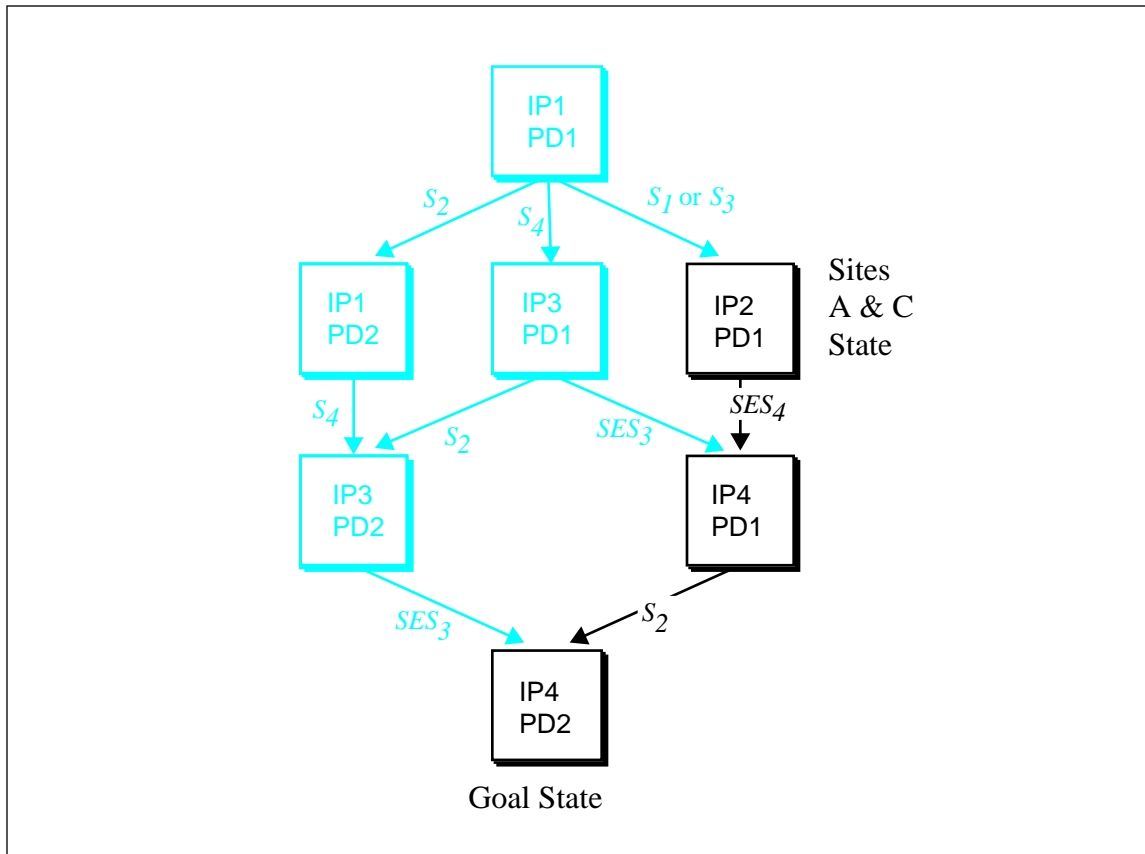 IP1
PD1
S2
S4
S1 or S3
IP1
PD2
IP3
PD1
IP2
PD1
Sites
A & C
State
S4
S2
SES3
SES4
IP3
PD2
IP4
PD1
SES3
S2
IP4
PD2
Goal State